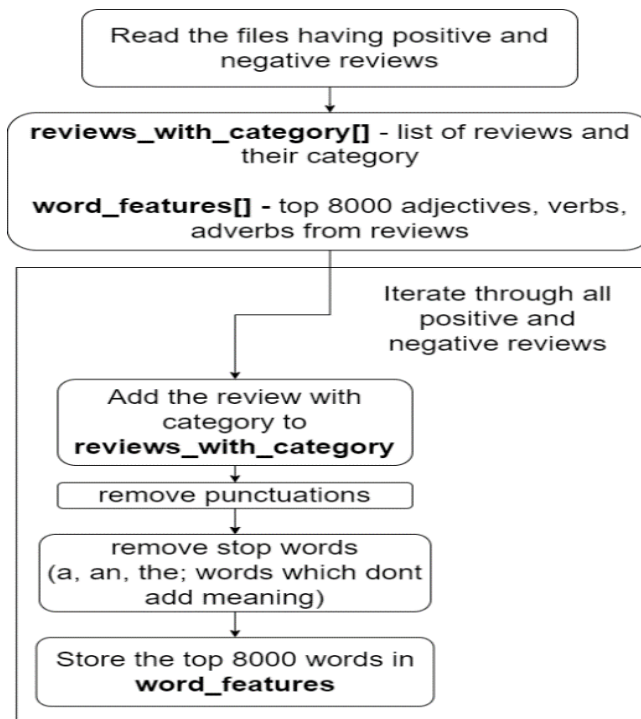 Read the files having positive and
negative reviews
reviews_with_category[] - list of reviews and
their category
word_features[] - top 8000 adjectives, verbs,
adverbs from reviews
Iterate through all
positive and
negative reviews
Add the review with
category to
reviews_with_category
remove punctuations
remove stop words
(a, an, the; words which dont
add meaning)
Store the top 8000 words in
word_features